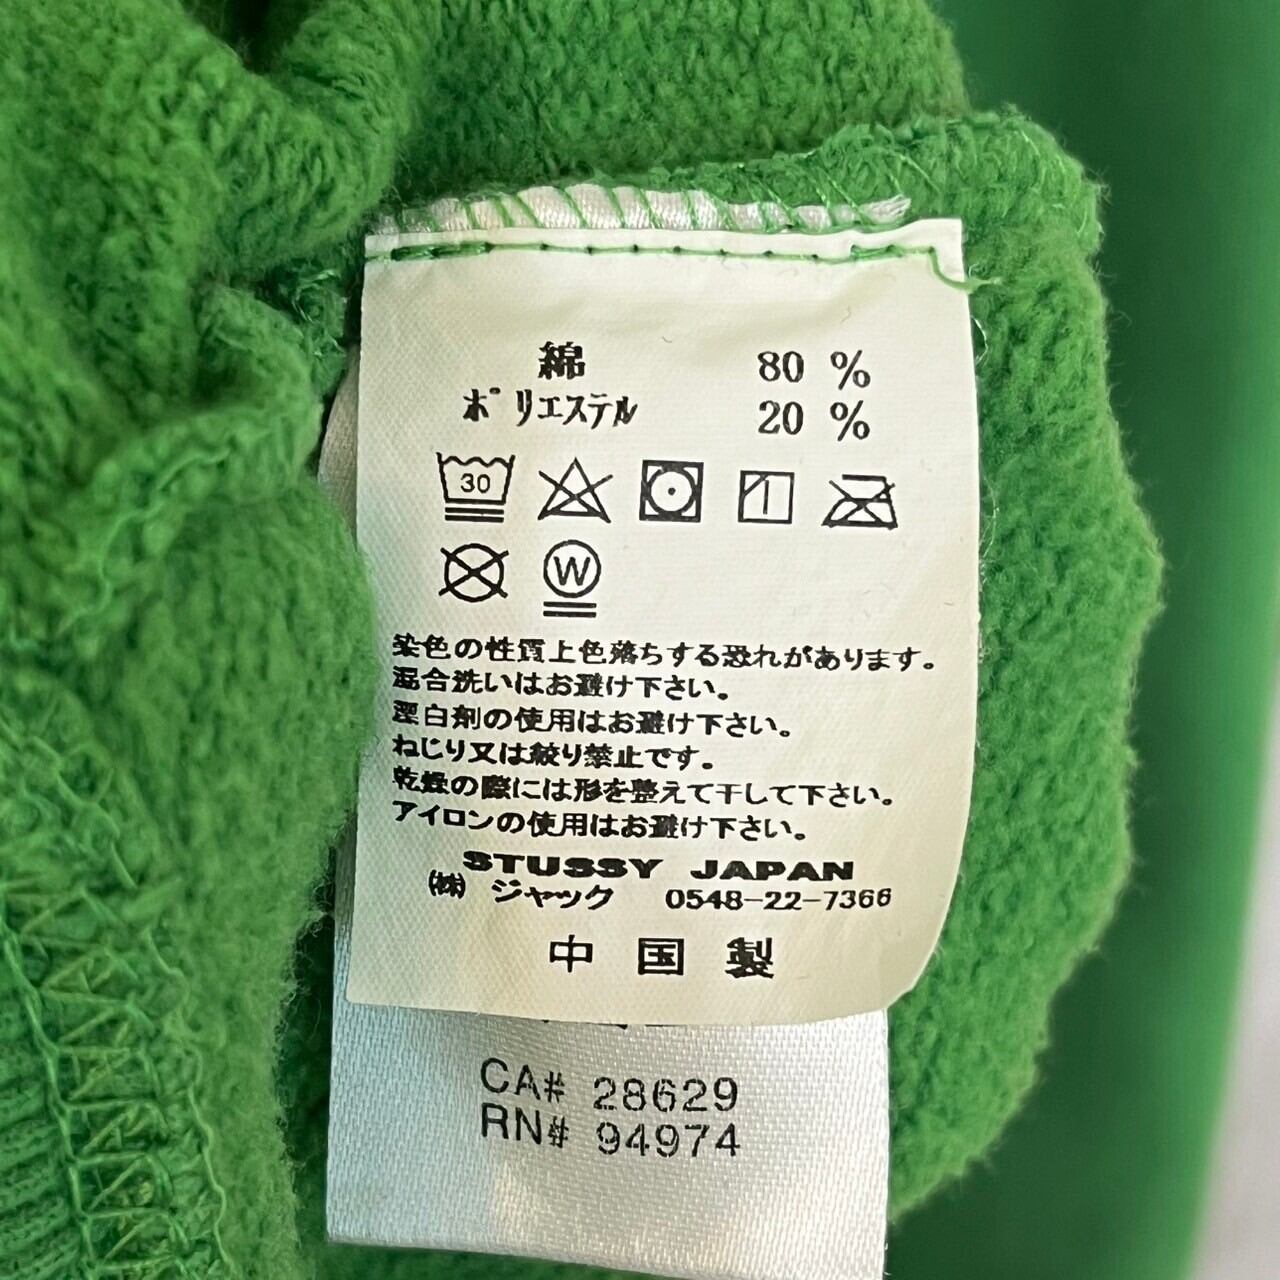 綿 80 %
ポリエステル 20 %
30
W
染色の性質上色落ちする恐れがあります。
混合洗いはお避け下さい。
漂白剤の使用はお避け下さい。
ねじり又は絞り禁止です。
乾燥の際には形を整えて干して下さい。
アイロンの使用はお避け下さい。
STUSSY JAPAN
(株) ジャック 0548-22-7366
中国製
CA# 28629
RN# 94974